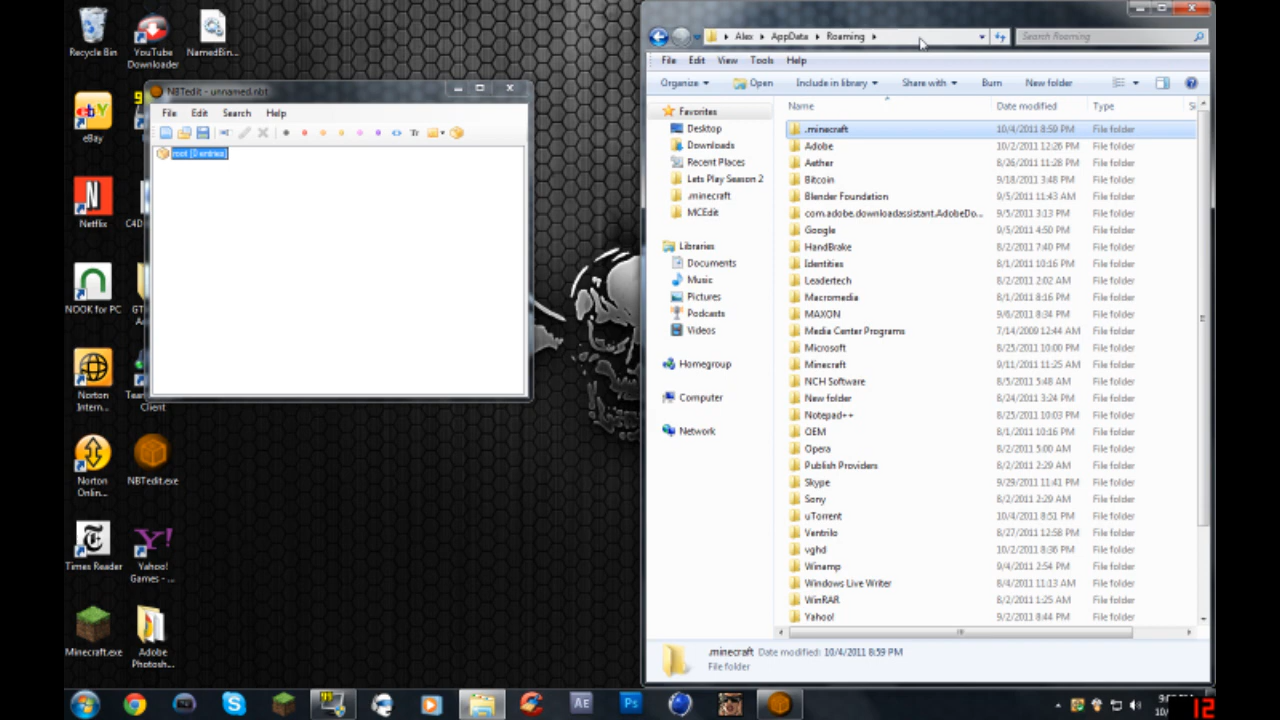 Recycle Bin
YouTube Downloader
NamedBin...
eBay
Netflix
C4D
NOOK for PC
GT
Norton Intern...
Team
Client
Norton Onlin...
NBTedit.exe
Times Reader
Yahoo! Games - ...
Minecraft.exe
Adobe Photosh...
NBTedit - unnamed.nbt
File Edit Search Help
root [0 entries]
Alex AppData Roaming
Search Roaming
File Edit View Tools Help
Organize Open Include in library Share with Burn New folder
Favorites
Desktop
Downloads
Recent Places
Lets Play Season 2
.minecraft
MCEdit
Libraries
Documents
Music
Pictures
Podcasts
Videos
Homegroup
Computer
Network
Name Date modified Type
.minecraft 10/4/2011 8:59 PM File folder
Adobe 10/2/2011 12:26 PM File folder
Aether 8/26/2011 11:28 PM File folder
Bitcoin 9/18/2011 3:48 PM File folder
Blender Foundation 9/5/2011 11:43 AM File folder
com.adobe.downloadassistant.AdobeDo... 9/5/2011 3:13 PM File folder
Google 9/5/2011 4:50 PM File folder
HandBrake 8/2/2011 7:40 PM File folder
Identities 8/1/2011 10:16 PM File folder
Leadertech 8/2/2011 2:02 AM File folder
Macromedia 8/1/2011 8:16 PM File folder
MAXON 9/6/2011 8:34 PM File folder
Media Center Programs 7/14/2009 12:44 AM File folder
Microsoft 8/25/2011 10:00 PM File folder
Minecraft 9/11/2011 11:25 AM File folder
NCH Software 8/5/2011 5:48 AM File folder
New folder 8/24/2011 3:24 PM File folder
Notepad++ 8/25/2011 10:03 PM File folder
OEM 8/1/2011 10:16 PM File folder
Opera 8/2/2011 5:00 AM File folder
Publish Providers 8/2/2011 2:29 AM File folder
Skype 9/29/2011 11:41 PM File folder
Sony 8/2/2011 2:29 AM File folder
uTorrent 10/4/2011 8:51 PM File folder
Ventrilo 8/27/2011 12:58 PM File folder
vghd 10/2/2011 8:36 PM File folder
Winamp 9/4/2011 2:54 PM File folder
Windows Live Writer 8/4/2011 11:13 AM File folder
WinRAR 8/2/2011 1:25 AM File folder
Yahoo! 9/2/2011 8:44 PM File folder
.minecraft Date modified: 10/4/2011 8:59 PM
File folder
Ae
Ps
12